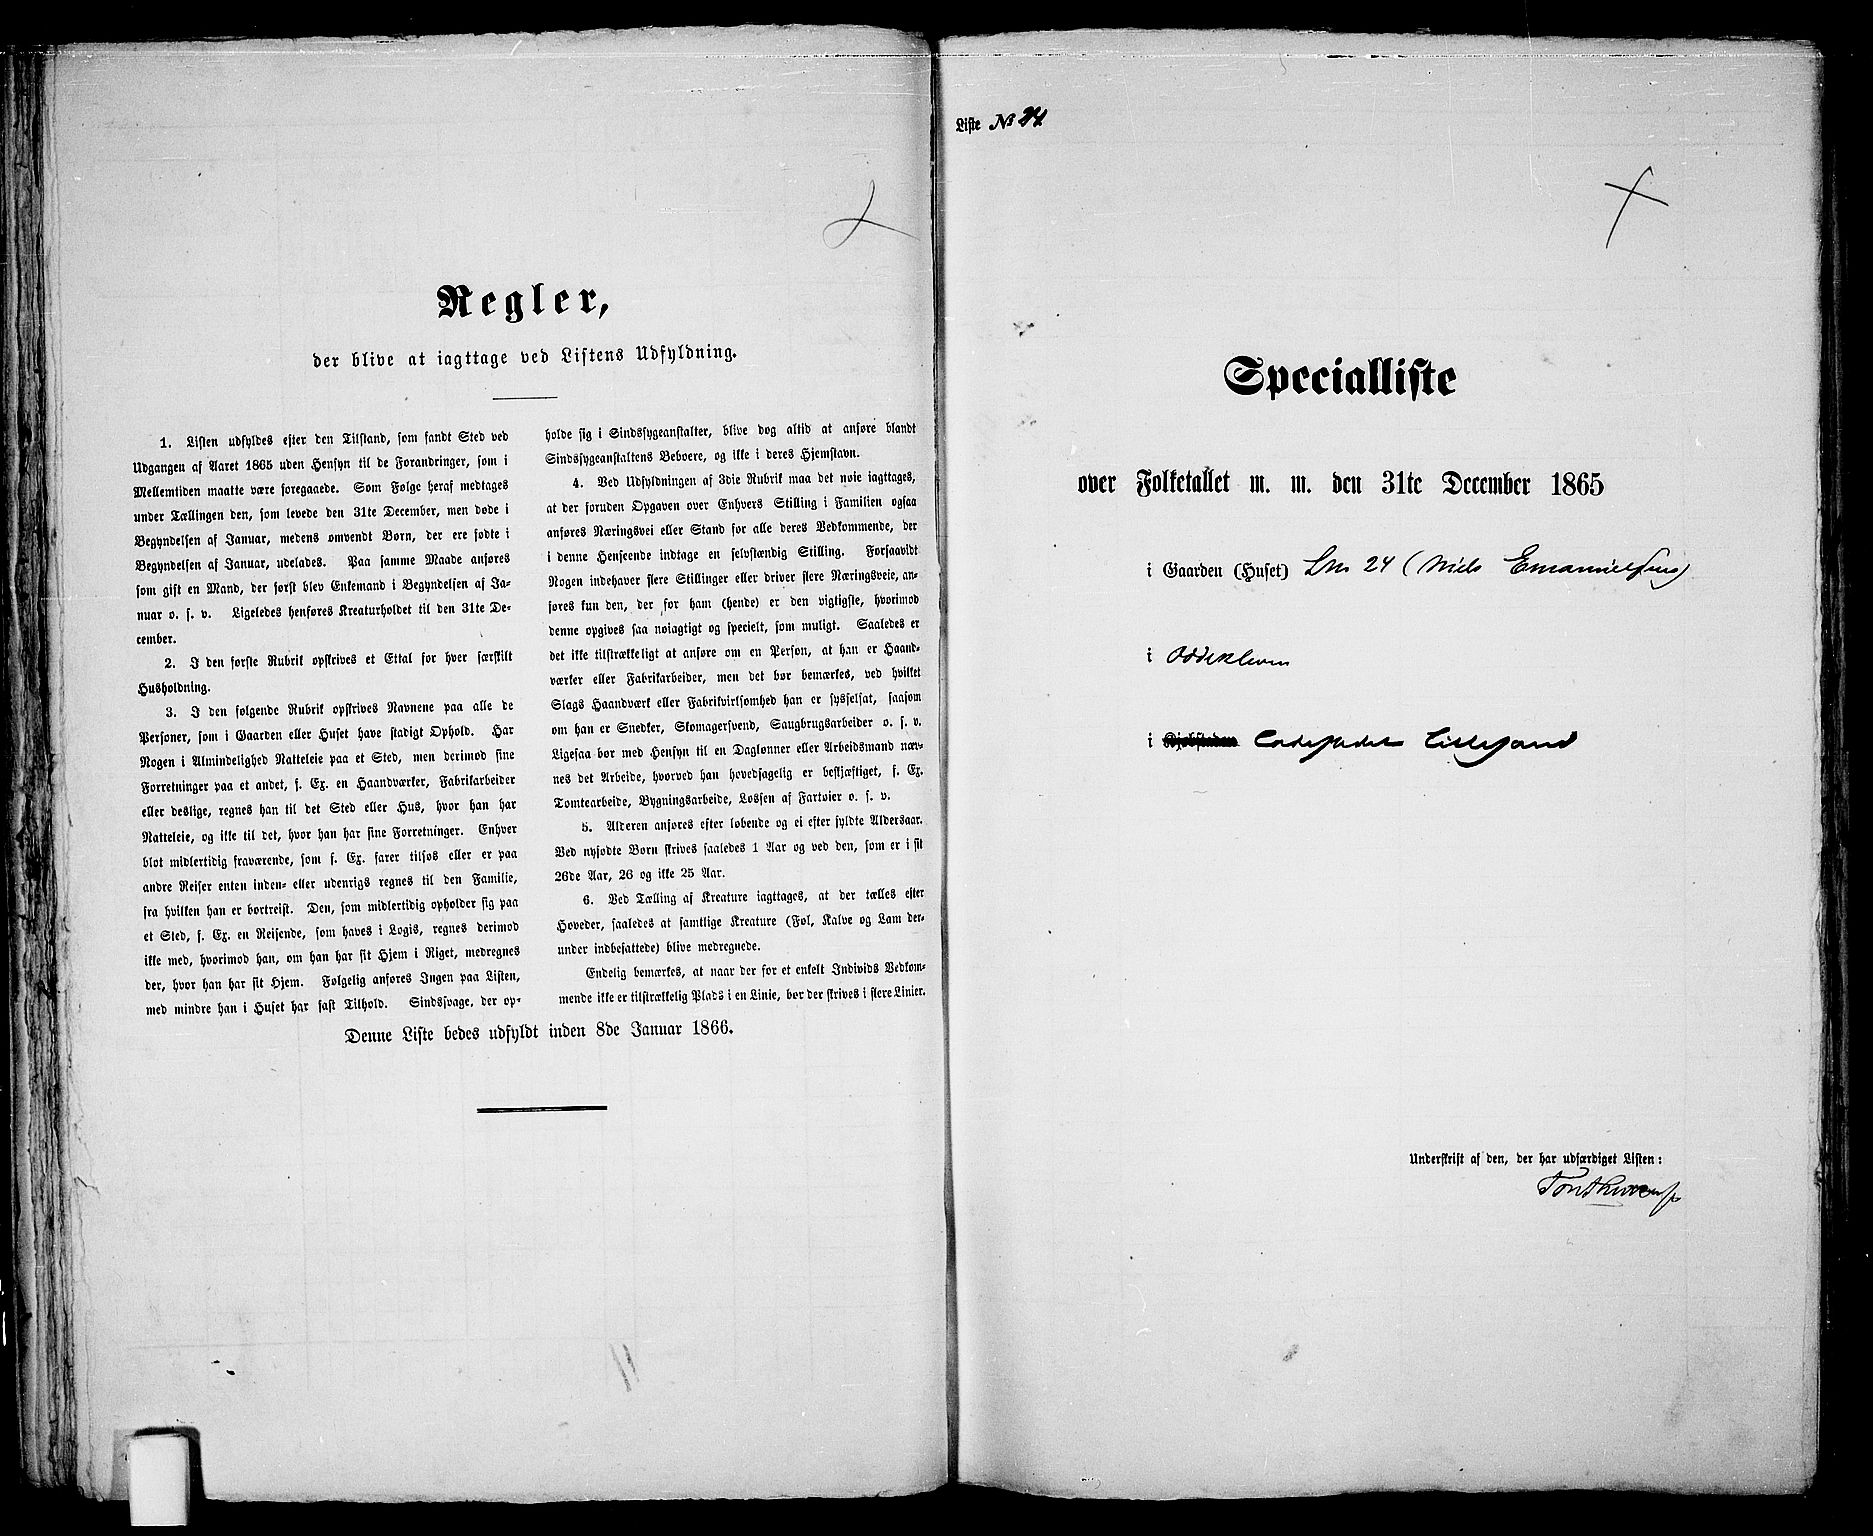 Regler,
der blive at iagttage ved Listens Udfyldning.
1. Listen udfyldes efter den Tilstand, som fandt Sted ved
Udgangen af Aaret 1865 uden Hensyn til de Forandringer, som i
Mellemtiden maatte være foregaaede. Som Følge heraf medtages
under Tællingen den, som levede den 31te December, men døde i
Begyndelsen af Januar, medens omvendt Børn, der ere fødte i
Begyndelsen af Januar, udelades. Paa samme Maade anføres
som gift en Mand, der først blev Enkemand i Begyndelsen af Ja-
nuar o. s. v. Ligeledes henføres Kreaturholdet til den 31te De-
cember.
2. I den første Rubrik opskrives et Ettal for hver særskilt
Husholdning.
3. I den følgende Rubrik opskrives Navnene paa alle de
Personer, som i Gaarden eller Huset have stadigt Ophold. Har
Nogen i Almindelighed Natteleie paa et Sted, men derimod sine
Forretninger paa et andet, f. Ex. en Haandværker, Fabrikarbeider
eller deslige, regnes han til det Sted eller Hus, hvor han har
Natteleie, og ikke til det, hvor han har sine Forretninger. Enhver
blot midlertidig fraværende, som f. Ex. farer tilsøs eller er paa
andre Reiser enten inden- eller udenrigs regnes til den Familie,
fra hvilken han er bortreist. Den, som midlertidig opholder sig paa
et Sted, f. Ex. en Reisende, som haves i Logis, regnes derimod
ikke med, hvorimod han, om han har sit Hjem i Riget, medregnes
der, hvor han har sit Hjem. Følgelig anføres Ingen paa Listen,
med mindre han i Huset har fast Tilhold. Sindssvage, der op-
holde sig i Sindssygeanstalter, blive dog altid at anføre blandt
Sindssygeanstaltens Beboere, og ikke i deres Hjemstavn.
4. Ved Udfyldningen af 3die Rubrik maa det nøie iagttages,
at der foruden Opgaven over Enhvers Stilling i Familien ogsaa
anføres Næringsvei eller Stand for alle deres Vedkommende, der
i denne Henseende indtage en selvstændig Stilling. Forsaavidt
Nogen indehaver flere Stillinger eller driver flere Næringsveie, an-
føres kun den, der for ham (hende) er den vigtigste, hvorimod
denne opgives saa nøiagtigt og specielt, som muligt. Saaledes er
det ikke tilstrækkeligt at anføre om en Person, at han er Haand-
værker eller Fabrikarbeider, men det bør bemærkes, ved hvilket
Slags Haandværk eller Fabrikvirksomhed han er sysselsat, saasom
om han er Snedker, Skomagersvend, Saugbrugsarbeider o. s. v.
Ligesaa bør med Hensyn til en Daglønner eller Arbeidsmand næv-
nes det Arbeide, hvorved han hovedsagelig er beskjæftiget, f. Ex.
Tomtearbeide, Bygningsarbeide, Lossen af Fartøier o. s. v.
5. Alderen anføres efter løbende og ei efter fyldte Aldersaar.
Ved nyfødte Børn skrives saaledes 1 Aar og ved den, som er i sit
26de Aar, 26 og ikke 25 Aar.
6. Ved Tælling af Kreature iagttages, at der tælles efter
Hoveder, saaledes at samtlige Kreature (Føl, Kalve og Lam der-
under indbefattede) blive medregnede.
Endelig bemærkes, at naar der for et enkelt Individs Vedkom-
mende ikke er tilstrækkelig Plads i en Linie, bør der skrives i flere Linier.
Denne Liste bedes udfyldt inden 8de Januar 1866.
Liste № 24
Specialliste
over Folketallet m. m. den 31te December 1865
i Gaarden (Huset) 24 (Niels Emanuelsens)
i Oddekleven
i Kjøbstaden Ladestedet Lillesand
Underskrift af den, der har udfærdiget Listen: